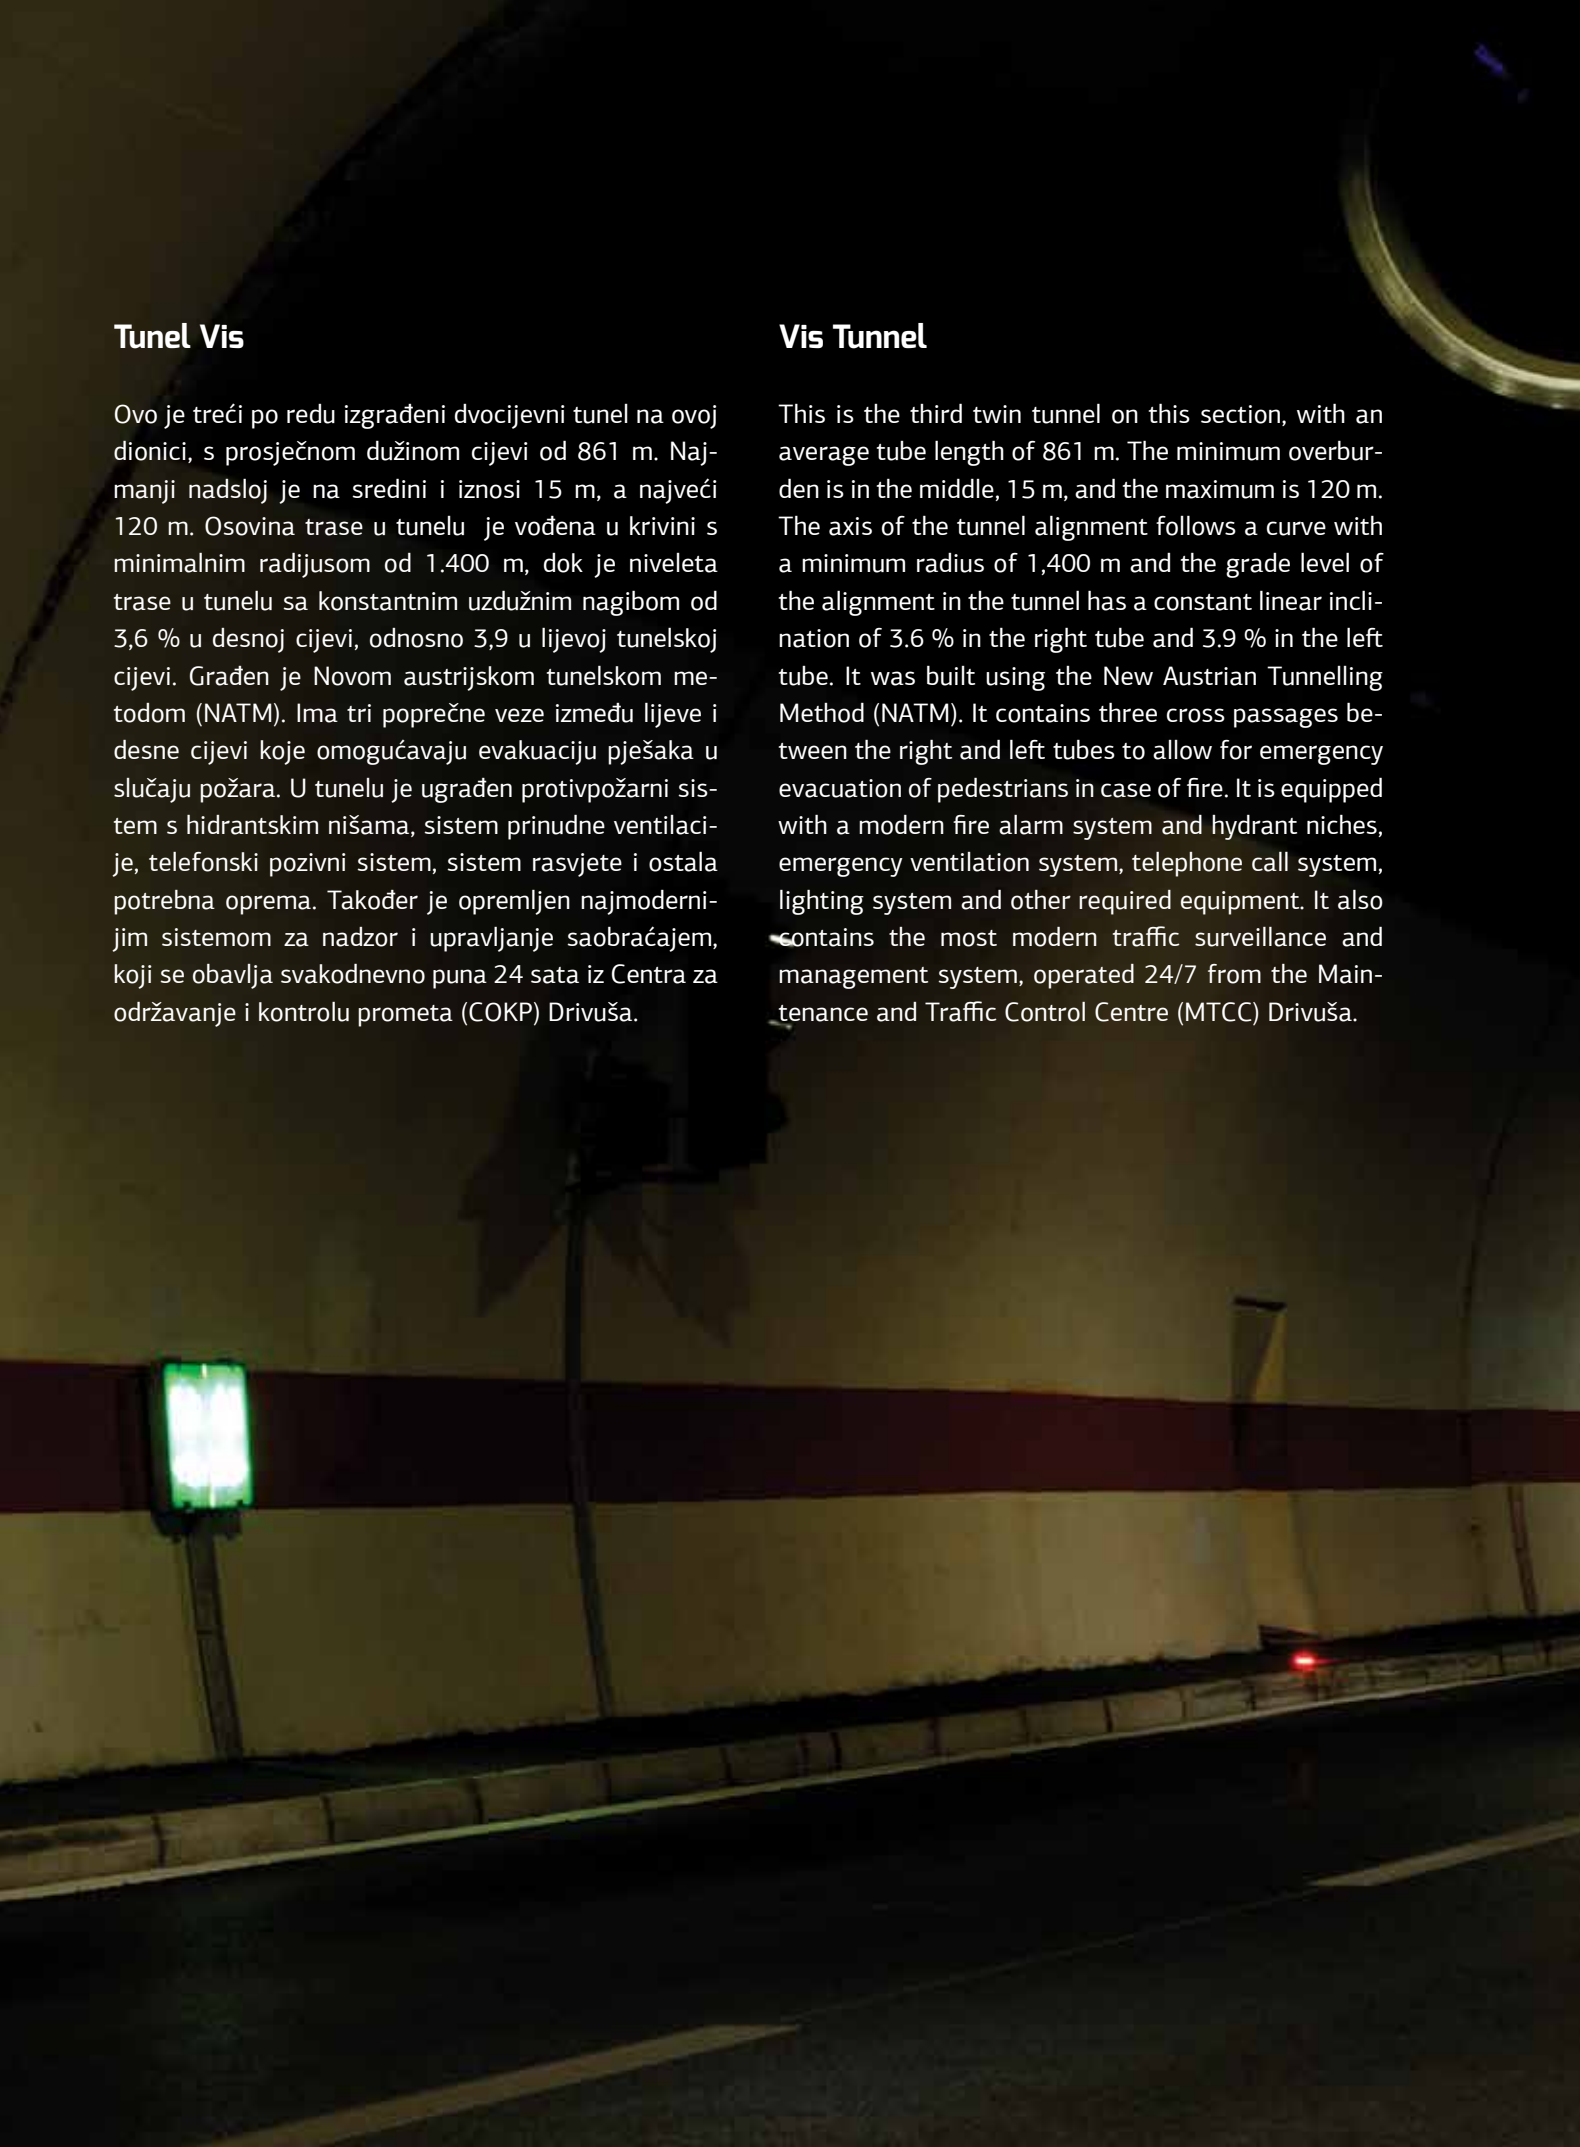 Tunel Vis
Ovo je treći po redu izgrađeni dvocijevni tunel na ovoj
dionici, s prosječnom dužinom cijevi od 861 m. Naj-
manji nadsloj je na sredini i iznosi 15 m, a najveći
120 m. Osovina trase u tunelu  je vođena u krivini s
minimalnim radijusom od 1.400 m, dok je niveleta
trase u tunelu sa konstantnim uzdužnim nagibom od
3,6 % u desnoj cijevi, odnosno 3,9 u lijevoj tunelskoj
cijevi. Građen je Novom austrijskom tunelskom me-
todom (NATM). Ima tri poprečne veze između lijeve i
desne cijevi koje omogućavaju evakuaciju pješaka u
slučaju požara. U tunelu je ugrađen protivpožarni sis-
tem s hidrantskim nišama, sistem prinudne ventilaci-
je, telefonski pozivni sistem, sistem rasvjete i ostala
potrebna oprema. Također je opremljen najmoderni-
jim sistemom za nadzor i upravljanje saobraćajem,
koji se obavlja svakodnevno puna 24 sata iz Centra za
održavanje i kontrolu prometa (COKP) Drivuša.
Vis Tunnel
This is the third twin tunnel on this section, with an
average tube length of 861 m. The minimum overbur-
den is in the middle, 15 m, and the maximum is 120 m.
The axis of the tunnel alignment follows a curve with
a minimum radius of 1,400 m and the grade level of
the alignment in the tunnel has a constant linear incli-
nation of 3.6 % in the right tube and 3.9 % in the left
tube. It was built using the New Austrian Tunnelling
Method (NATM). It contains three cross passages be-
tween the right and left tubes to allow for emergency
evacuation of pedestrians in case of fire. It is equipped
with a modern fire alarm system and hydrant niches,
emergency ventilation system, telephone call system,
lighting system and other required equipment. It also
contains the most modern traffic surveillance and
management system, operated 24/7 from the Main-
tenance and Traffic Control Centre (MTCC) Drivuša.